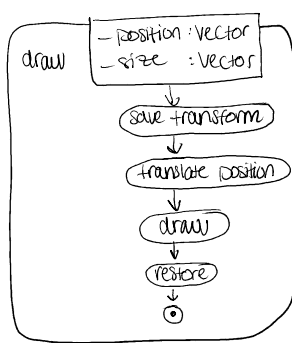 - position : vector
draw
- size : vector
save transform
translate position
draw
restore